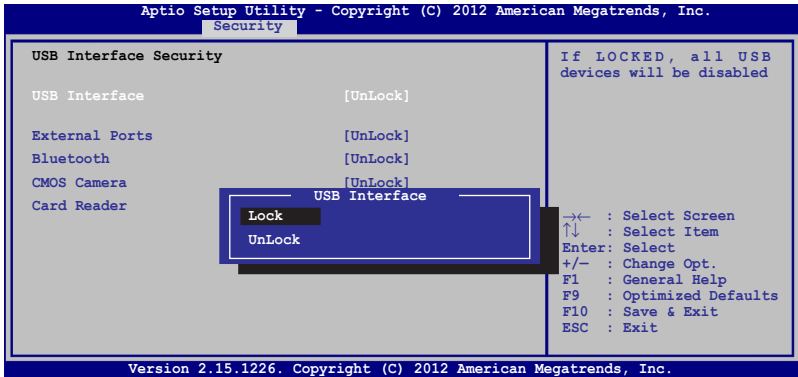 Aptio Setup Utility - Copyright (C) 2012 American Megatrends, Inc.
Security
USB Interface Security
USB Interface [UnLock]
External Ports [UnLock]
Bluetooth [UnLock]
CMOS Camera [UnLock]
Card Reader
USB Interface
Lock
UnLock
If LOCKED, all USB
devices will be disabled
→← : Select Screen
↑↓ : Select Item
Enter: Select
+/— : Change Opt.
F1 : General Help
F9 : Optimized Defaults
F10 : Save & Exit
ESC : Exit
Version 2.15.1226. Copyright (C) 2012 American Megatrends, Inc.